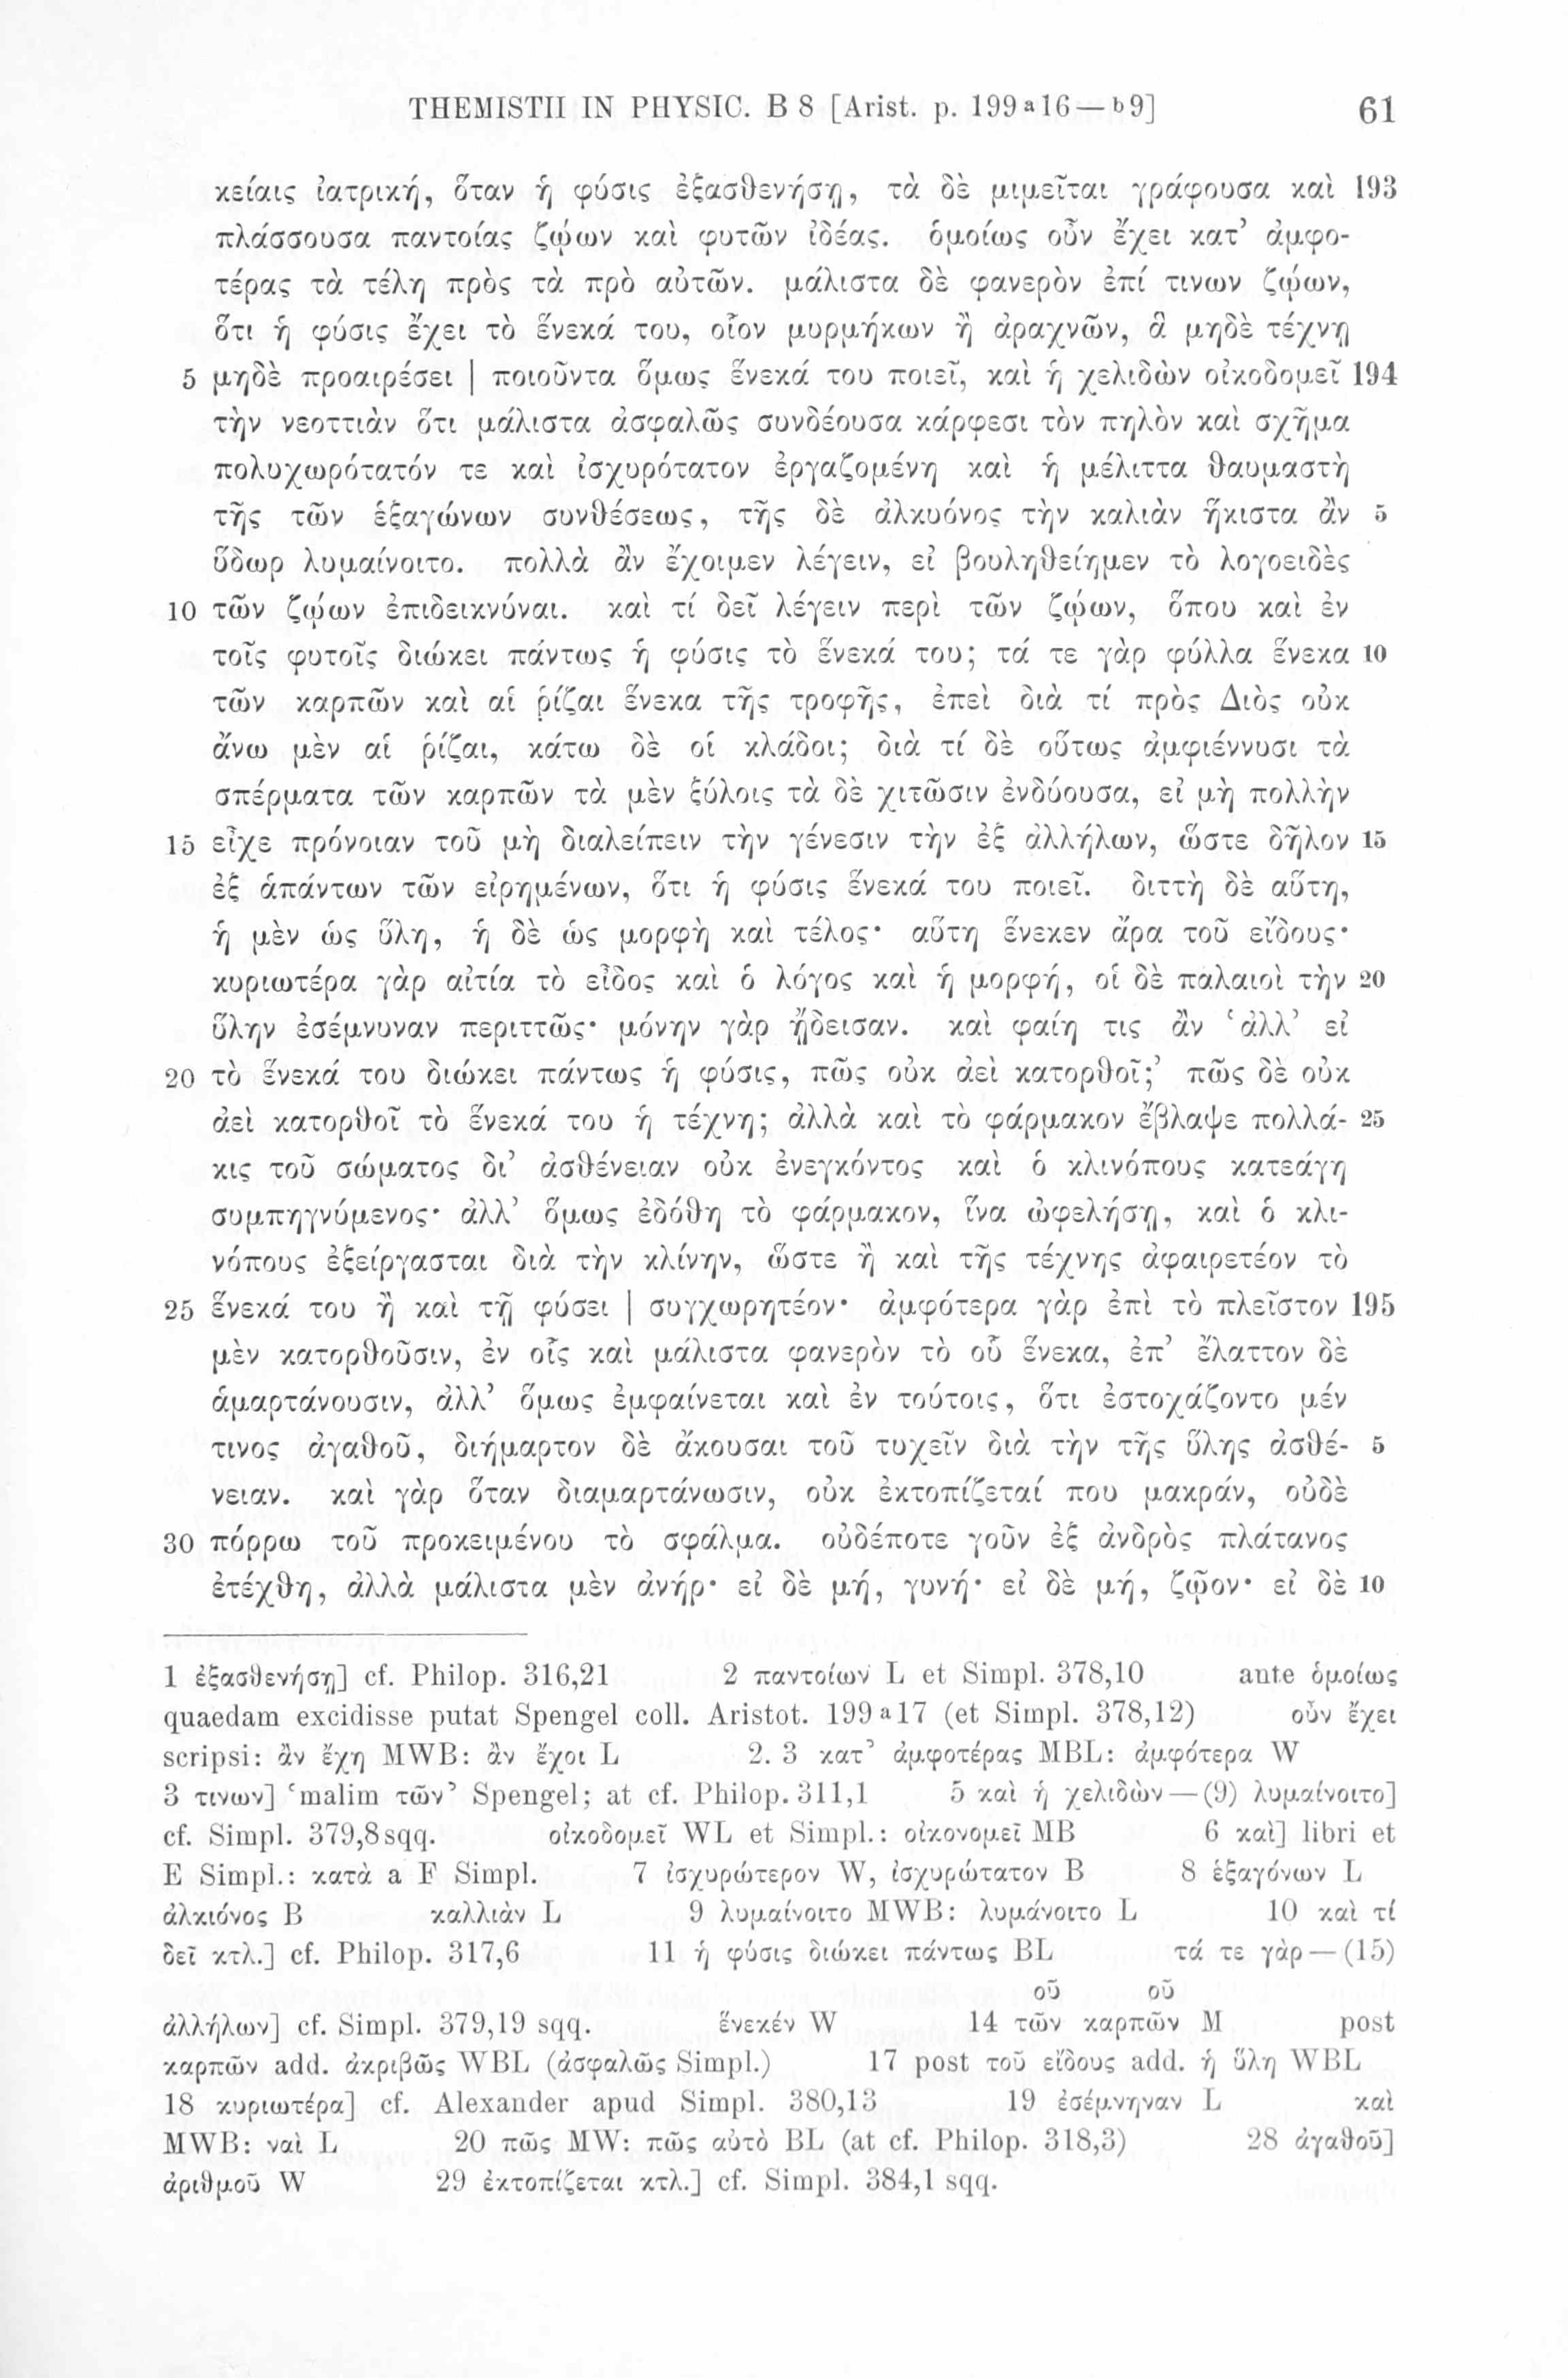 THEMISTII IN PHYSIC. B 8 [Arist. p. 199 a 16 — b 9] 61
κείαις ἰατρική, ὅταν ἡ φύσις ἐξασθενήσῃ, τὰ δὲ μιμεῖται γράφουσα καὶ 193
πλάσσουσα παντοίας ζῴων καὶ φυτῶν ἰδέας. ὁμοίως οὖν ἔχει κατ’ ἀμφο-
τέρας τὰ τέλη πρὸς τὰ πρὸ αὐτῶν. μάλιστα δὲ φανερὸν ἐπί τινων ζῴων,
ὅτι ἡ φύσις ἔχει τὸ ἕνεκά του, οἷον μυρμήκων ἢ ἀραχνῶν, ἃ μηδὲ τέχνῃ
5 μηδὲ προαιρέσει | ποιοῦντα ὅμως ἕνεκά του ποιεῖ, καὶ ἡ χελιδὼν οἰκοδομεῖ 194
τὴν νεοττιὰν ὅτι μάλιστα ἀσφαλῶς συνδέουσα κάρφεσι τὸν πηλὸν καὶ σχῆμα
πολυχωρότατόν τε καὶ ἰσχυρότατον ἐργαζομένη καὶ ἡ μέλιττα θαυμαστὴ
τῆς τῶν ἑξαγώνων συνθέσεως, τῆς δὲ ἀλκυόνος τὴν καλιὰν ἥκιστα ἂν 5
ὕδωρ λυμαίνοιτο. πολλὰ ἂν ἔχοιμεν λέγειν, εἰ βουληθείημεν τὸ λογοειδὲς
10 τῶν ζῴων ἐπιδεικνύναι. καὶ τί δεῖ λέγειν περὶ τῶν ζῴων, ὅπου καὶ ἐν
τοῖς φυτοῖς διώκει πάντως ἡ φύσις τὸ ἕνεκά του; τά τε γὰρ φύλλα ἕνεκα 10
τῶν καρπῶν καὶ αἱ ῥίζαι ἕνεκα τῆς τροφῆς, ἐπεὶ διὰ τί πρὸς Διὸς οὐκ
ἄνω μὲν αἱ ῥίζαι, κάτω δὲ οἱ κλάδοι; διὰ τί δὲ οὕτως ἀμφιέννυσι τὰ
σπέρματα τῶν καρπῶν τὰ μὲν ξύλοις τὰ δὲ χιτῶσιν ἐνδύουσα, εἰ μὴ πολλὴν
15 εἶχε πρόνοιαν τοῦ μὴ διαλείπειν τὴν γένεσιν τὴν ἐξ ἀλλήλων, ὥστε δῆλον 15
ἐξ ἁπάντων τῶν εἰρημένων, ὅτι ἡ φύσις ἕνεκά του ποιεῖ. διττὴ δὲ αὕτη,
ἡ μὲν ὡς ὕλη, ἡ δὲ ὡς μορφὴ καὶ τέλος· αὕτη ἕνεκεν ἄρα τοῦ εἴδους·
κυριωτέρα γὰρ αἰτία τὸ εἶδος καὶ ὁ λόγος καὶ ἡ μορφή, οἱ δὲ παλαιοὶ τὴν 20
ὕλην ἐσέμνυναν περιττῶς· μόνην γὰρ ᾔδεισαν. καὶ φαίη τις ἂν ‘ἀλλ’ εἰ
20 τὸ ἕνεκά του διώκει πάντως ἡ φύσις, πῶς οὐκ ἀεὶ κατορθοῖ;’ πῶς δὲ οὐκ
ἀεὶ κατορθοῖ τὸ ἕνεκά του ἡ τέχνη; ἀλλὰ καὶ τὸ φάρμακον ἔβλαψε πολλά- 25
κις τοῦ σώματος δι’ ἀσθένειαν οὐκ ἐνεγκόντος καὶ ὁ κλινόπους κατεάγη
συμπηγνύμενος· ἀλλ’ ὅμως ἐδόθη τὸ φάρμακον, ἵνα ὠφελήσῃ, καὶ ὁ κλι-
νόπους ἐξείργασται διὰ τὴν κλίνην, ὥστε ἢ καὶ τῆς τέχνης ἀφαιρετέον τὸ
25 ἕνεκά του ἢ καὶ τῇ φύσει | συγχωρητέον· ἀμφότερα γὰρ ἐπὶ τὸ πλεῖστον 195
μὲν κατορθοῦσιν, ἐν οἷς καὶ μάλιστα φανερὸν τὸ οὗ ἕνεκα, ἐπ’ ἔλαττον δὲ
ἁμαρτάνουσιν, ἀλλ’ ὅμως ἐμφαίνεται καὶ ἐν τούτοις, ὅτι ἐστοχάζοντο μέν
τινος ἀγαθοῦ, διήμαρτον δὲ ἄκουσαι τοῦ τυχεῖν διὰ τὴν τῆς ὕλης ἀσθέ- 5
νειαν. καὶ γὰρ ὅταν διαμαρτάνωσιν, οὐκ ἐκτοπίζεταί που μακράν, οὐδὲ
30 πόρρω τοῦ προκειμένου τὸ σφάλμα. οὐδέποτε γοῦν ἐξ ἀνδρὸς πλάτανος
ἐτέχθη, ἀλλὰ μάλιστα μὲν ἀνήρ· εἰ δὲ μή, γυνή· εἰ δὲ μή, ζῷον· εἰ δὲ 10
1 ἐξασθενήσῃ] cf. Philop. 316,21 2 παντοίων L et Simpl. 378,10 ante ὁμοίως
quaedam excidisse putat Spengel coll. Aristot. 199 a 17 (et Simpl. 378,12) οὖν ἔχει
scripsi: ἂν ἔχῃ MWB: ἂν ἔχοι L 2. 3 κατ’ ἀμφοτέρας MBL: ἀμφότερα W
3 τινων] ‘malim τῶν’ Spengel; at cf. Philop. 311,1 5 καὶ ἡ χελιδὼν — (9) λυμαίνοιτο]
cf. Simpl. 379,8 sqq. οἰκοδομεῖ WL et Simpl.: οἰκονομεῖ MB 6 καὶ] libri et
E Simpl.: κατὰ a F Simpl. 7 ἰσχυρώτερον W, ἰσχυρώτατον B 8 ἑξαγόνων L
ἀλκιόνος B καλλιὰν L 9 λυμαίνοιτο MWB: λυμάνοιτο L 10 καὶ τί
δεῖ κτλ.] cf. Philop. 317,6 11 ἡ φύσις διώκει πάντως BL τά τε γὰρ — (15)
οῦ οῦ
ἀλλήλων] cf. Simpl. 379,19 sqq. ἕνεκέν W 14 τῶν καρπῶν M post
καρπῶν add. ἀκριβῶς WBL (ἀσφαλῶς Simpl.) 17 post τοῦ εἴδους add. ἡ ὕλη WBL
18 κυριωτέρα] cf. Alexander apud Simpl. 380,13 19 ἐσέμνηναν L καὶ
MWB: ναὶ L 20 πῶς MW: πῶς αὐτὸ BL (at cf. Philop. 318,3) 28 ἀγαθοῦ]
ἀριθμοῦ W 29 ἐκτοπίζεται κτλ.] cf. Simpl. 384,1 sqq.